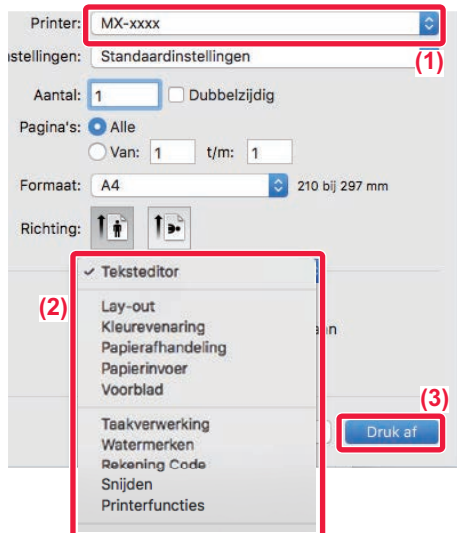 Printer: MX-xxxx
(1)
nstellingen: Standaardinstellingen
Aantal: 1 Dubbelzijdig
Pagina's: Alle
Van: 1 t/m: 1
Formaat: A4 210 bij 297 mm
Richting:
(2)
✓ Teksteditor
Lay-out
Kleurevenaring
Papierafhandeling
Papierinvoer
Voorblad
(3)
Taakverwerking
Druk af
Watermerken
Rekening Code
Snijden
Printerfuncties